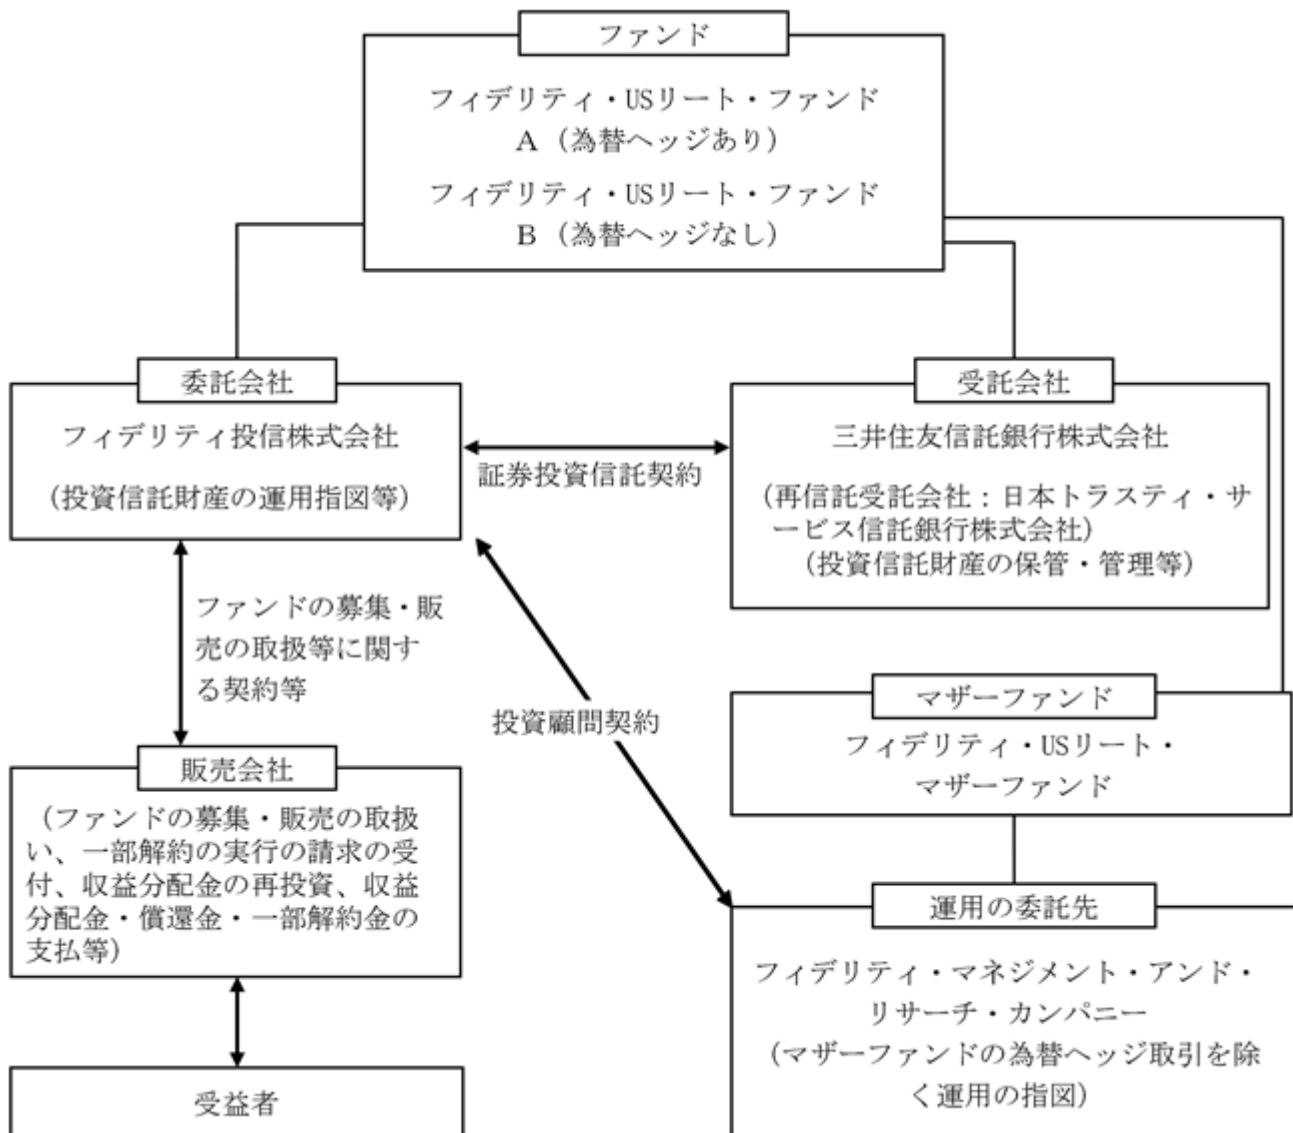 ファンド
フィデリティ・USリート・ファンド
A（為替ヘッジあり）
フィデリティ・USリート・ファンド
B（為替ヘッジなし）
委託会社
フィデリティ投信株式会社
（投資信託財産の運用指図等）
証券投資信託契約
受託会社
三井住友信託銀行株式会社
（再信託受託会社：日本トラスティ・サ
ービス信託銀行株式会社）
（投資信託財産の保管・管理等）
ファンドの募集・販
売の取扱等に関す
る契約等
投資顧問契約
マザーファンド
フィデリティ・USリート・
マザーファンド
販売会社
（ファンドの募集・販売の取扱
い、一部解約の実行の請求の受
付、収益分配金の再投資、収益
分配金・償還金・一部解約金の
支払等）
運用の委託先
フィデリティ・マネジメント・アンド・
リサーチ・カンパニー
（マザーファンドの為替ヘッジ取引を除
く運用の指図）
受益者